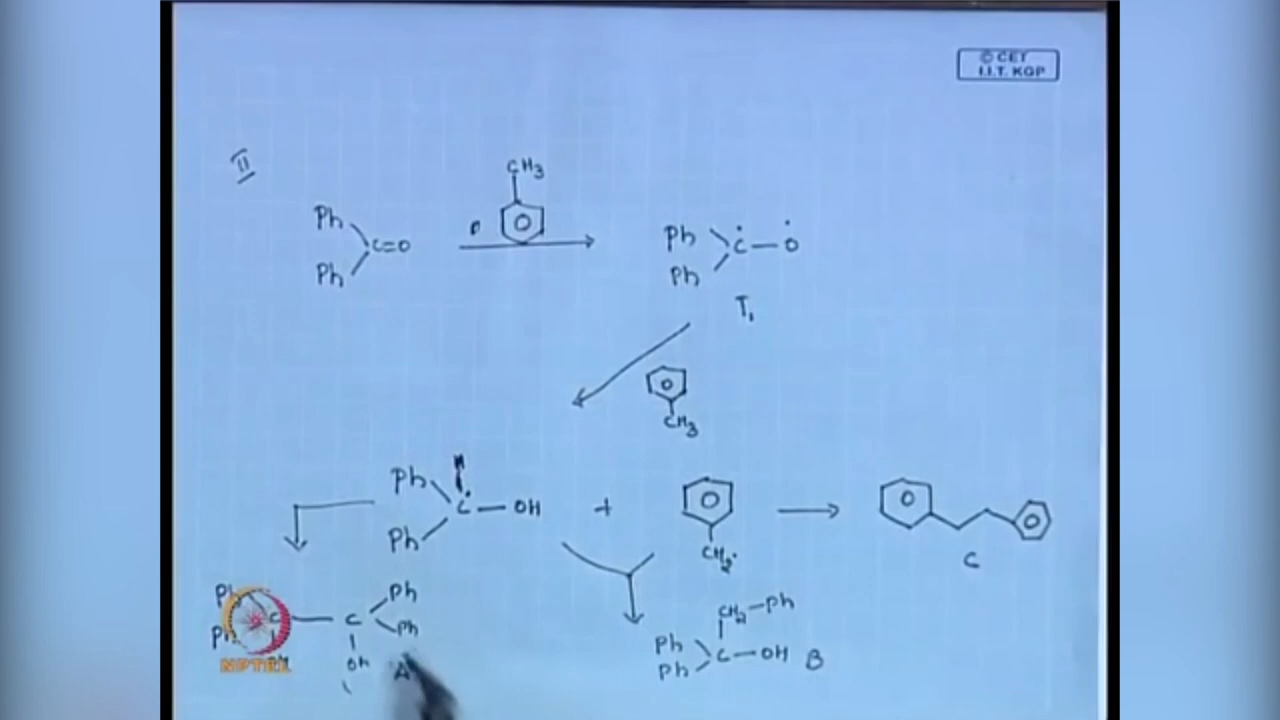 © CET
I.I.T. KGP
II
CH3
Ph
C=O
Ph
Ph
Ċ—Ȯ
Ph
T1
CH3
H
Ph
Ċ—OH
Ph
+
CH2·
C
Ph
Ph
C — C
Ph
Ph
OH
OH
A
CH2—Ph
Ph
C—OH
Ph
B
NPTEL